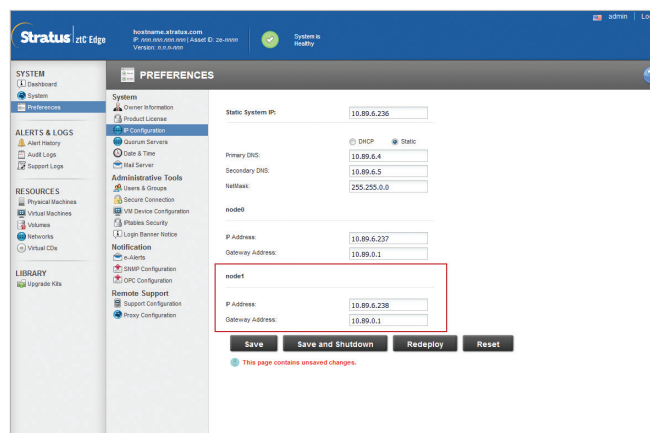 admin | Lo
Stratus ztC Edge
hostname.stratus.com
IP: nnn.nnn.nnn.nnn | Asset ID: ze-nnnn
Version: n.n.n-nnn
System is
Healthy
SYSTEM
Dashboard
System
Preferences
ALERTS & LOGS
Alert History
Audit Logs
Support Logs
RESOURCES
Physical Machines
Virtual Machines
Volumes
Networks
Virtual CDs
LIBRARY
Upgrade Kits
PREFERENCES
System
Owner Information
Product License
IP Configuration
Quorum Servers
Date & Time
Mail Server
Administrative Tools
Users & Groups
Secure Connection
VM Device Configuration
IPtables Security
Login Banner Notice
Notification
e-Alerts
SNMP Configuration
OPC Configuration
Remote Support
Support Configuration
Proxy Configuration
Static System IP: 10.89.6.236
DHCP Static
Primary DNS: 10.89.6.4
Secondary DNS: 10.89.6.5
NetMask: 255.255.0.0
node0
IP Address: 10.89.6.237
Gateway Address: 10.89.0.1
node1
IP Address: 10.89.6.238
Gateway Address: 10.89.0.1
Save Save and Shutdown Redeploy Reset
This page contains unsaved changes.